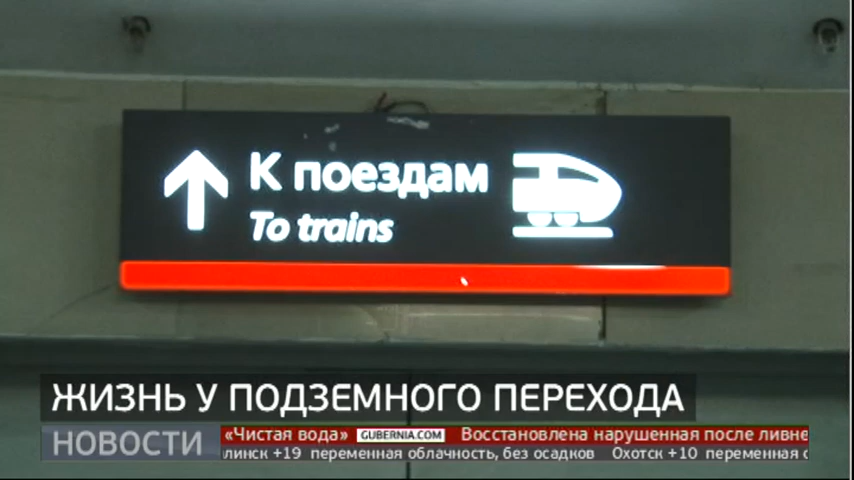 К поездам
To trains
ЖИЗНЬ У ПОДЗЕМНОГО ПЕРЕХОДА
НОВОСТИ
«Чистая вода» GUBERNIA.COM Восстановлена нарушенная после ливне
линск +19 переменная облачность, без осадков Охотск +10 переменная